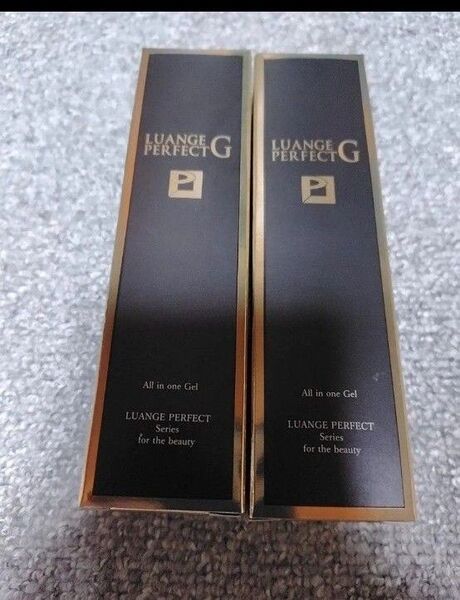 LUANGE
PERFECT G
All in one Gel
LUANGE PERFECT
Series
for the beauty
LUANGE
PERFECT G
All in one Gel
LUANGE PERFECT
Series
for the beauty